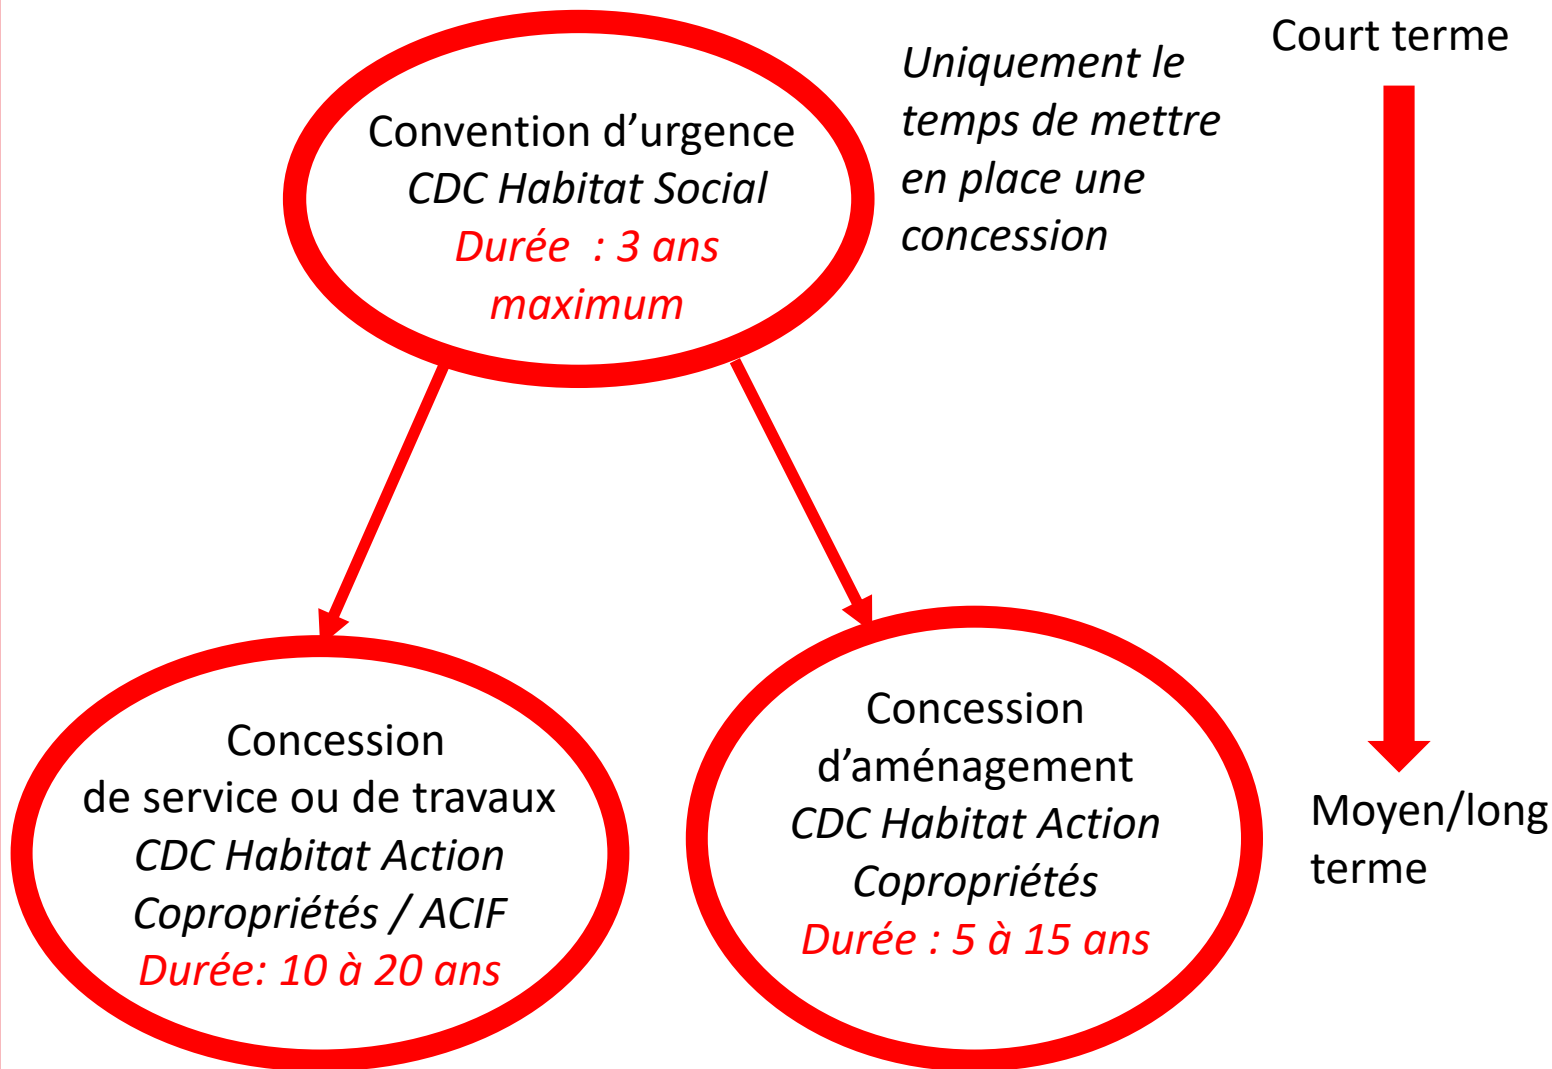 Convention d’urgence
CDC Habitat Social
Durée  : 3 ans
maximum
Uniquement le
temps de mettre
en place une
concession
Court terme
Concession
de service ou de travaux
CDC Habitat Action
Copropriétés / ACIF
Durée: 10 à 20 ans
Concession
d’aménagement
CDC Habitat Action
Copropriétés
Durée : 5 à 15 ans
Moyen/long
terme